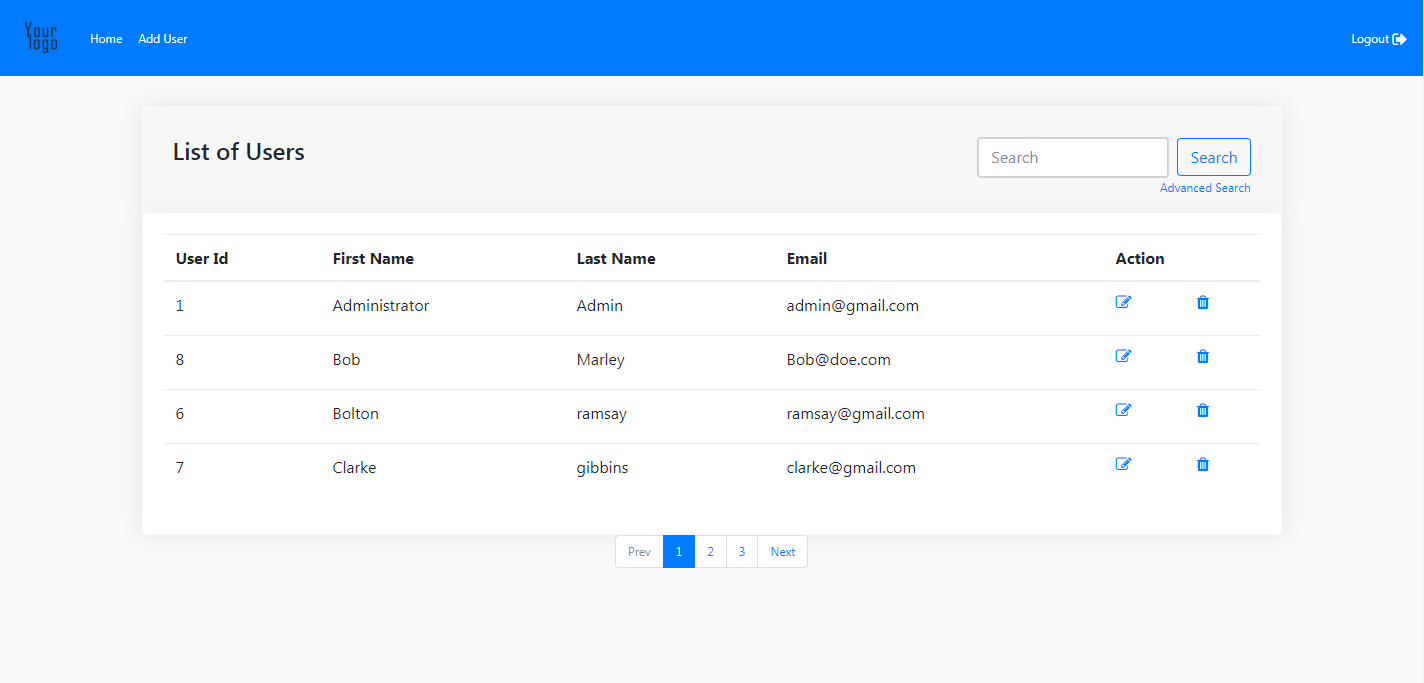 Your
logo
Home Add User Logout
List of Users
Search Search
Advanced Search
User Id First Name Last Name Email Action
1 Administrator Admin admin@gmail.com
8 Bob Marley Bob@doe.com
6 Bolton ramsay ramsay@gmail.com
7 Clarke gibbins clarke@gmail.com
Prev 1 2 3 Next